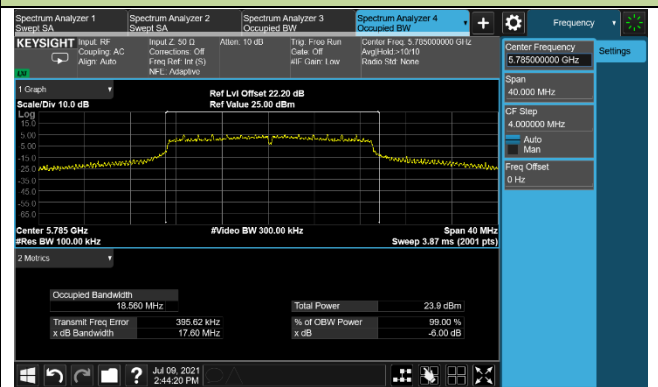 Spectrum Analyzer 1
Swept SA
Spectrum Analyzer 2
Swept SA
Spectrum Analyzer 3
Occupied BW
Spectrum Analyzer 4
Occupied BW
Frequency
KEYSIGHT
Input: RF
Coupling: AC
Align: Auto
Input Z: 50 Ω
Corrections: Off
Freq Ref: Int (S)
NFE: Adaptive
Atten: 10 dB
Trig: Free Run
Gate: Off
#IF Gain: Low
Center Freq: 5.785000000 GHz
Avg|Hold:>10/10
Radio Std: None
LXI
1 Graph
Scale/Div 10.0 dB
Ref Lvl Offset 22.20 dB
Ref Value 25.00 dBm
Log
15.0
5.00
-5.00
-15.0
-25.0
-35.0
-45.0
-55.0
-65.0
Center 5.785 GHz
#Res BW 100.00 kHz
#Video BW 300.00 kHz
Span 40 MHz
Sweep 3.87 ms (2001 pts)
2 Metrics
Occupied Bandwidth
18.560 MHz
Total Power
23.9 dBm
Transmit Freq Error
395.62 kHz
% of OBW Power
99.00 %
x dB Bandwidth
17.60 MHz
x dB
-6.00 dB
Center Frequency
5.785000000 GHz
Settings
Span
40.000 MHz
CF Step
4.000000 MHz
Auto
Man
Freq Offset
0 Hz
?
Jul 09, 2021
2:44:20 PM